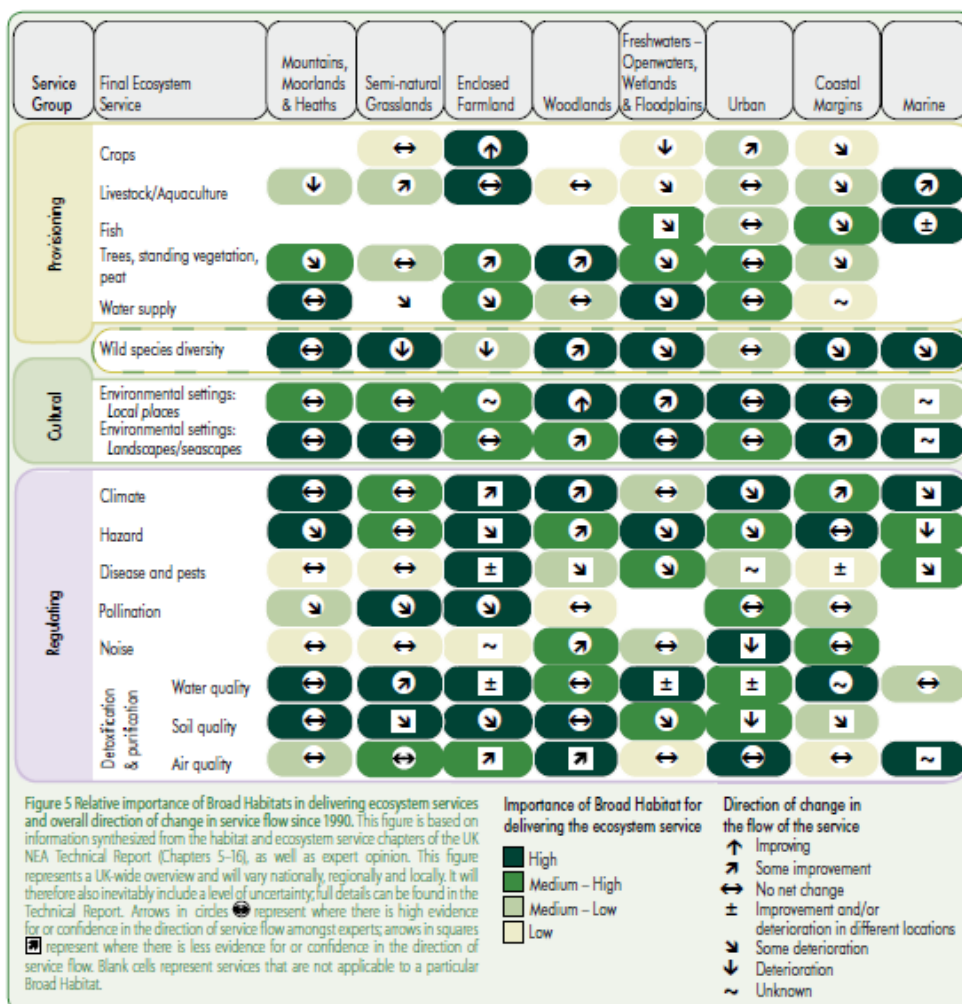 Service Group
Final Ecosystem Service
Mountains, Moorlands & Heaths
Semi-natural Grasslands
Enclosed Farmland
Woodlands
Freshwaters – Openwaters, Wetlands & Floodplains
Urban
Coastal Margins
Marine
Provisioning
Crops
Livestock/Aquaculture
Fish
Trees, standing vegetation,
peat
Water supply
Wild species diversity
Cultural
Environmental settings:
Local places
Environmental settings:
Landscapes/seascapes
Regulating
Climate
Hazard
Disease and pests
Pollination
Noise
Detoxification
& purification
Water quality
Soil quality
Air quality
Figure 5 Relative importance of Broad Habitats in delivering ecosystem services
and overall direction of change in service flow since 1990. This figure is based on
information synthesized from the habitat and ecosystem service chapters of the UK
NEA Technical Report (Chapters 5–16), as well as expert opinion. This figure
represents a UK-wide overview and will vary nationally, regionally and locally. It will
therefore also inevitably include a level of uncertainty; full details can be found in the
Technical Report. Arrows in circles represent where there is high evidence
for or confidence in the direction of service flow amongst experts; arrows in squares
represent where there is less evidence for or confidence in the direction of
service flow. Blank cells represent services that are not applicable to a particular
Broad Habitat.
Importance of Broad Habitat for
delivering the ecosystem service
High
Medium – High
Medium – Low
Low
Direction of change in
the flow of the service
↑ Improving
↗ Some improvement
↔ No net change
± Improvement and/or
deterioration in different locations
↘ Some deterioration
↓ Deterioration
~ Unknown